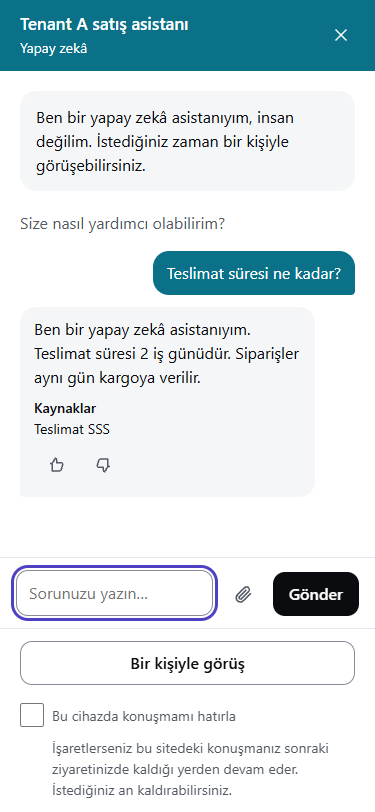 Tenant A satış asistanı
Yapay zekâ
Ben bir yapay zekâ asistanıyım, insan
değilim. İstediğiniz zaman bir kişiyle
görüşebilirsiniz.
Size nasıl yardımcı olabilirim?
Teslimat süresi ne kadar?
Ben bir yapay zekâ asistanıyım.
Teslimat süresi 2 iş günüdür. Siparişler
aynı gün kargoya verilir.
Kaynaklar
Teslimat SSS
Sorunuzu yazın...
Gönder
Bir kişiyle görüş
Bu cihazda konuşmamı hatırla
İşaretlerseniz bu sitedeki konuşmanız sonraki
ziyaretinizde kaldığı yerden devam eder.
İstediğiniz an kaldırabilirsiniz.